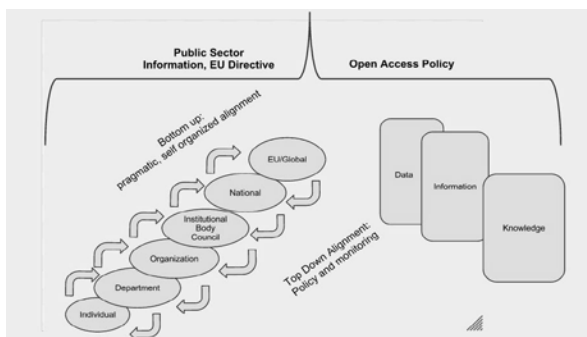 Public Sector
Information, EU Directive
Open Access Policy
Bottom up:
pragmatic, self organized alignment
EU/Global
National
Institutional
Body
Council
Organization
Department
Individual
Top Down Alignment:
Policy and monitoring
Data
Information
Knowledge